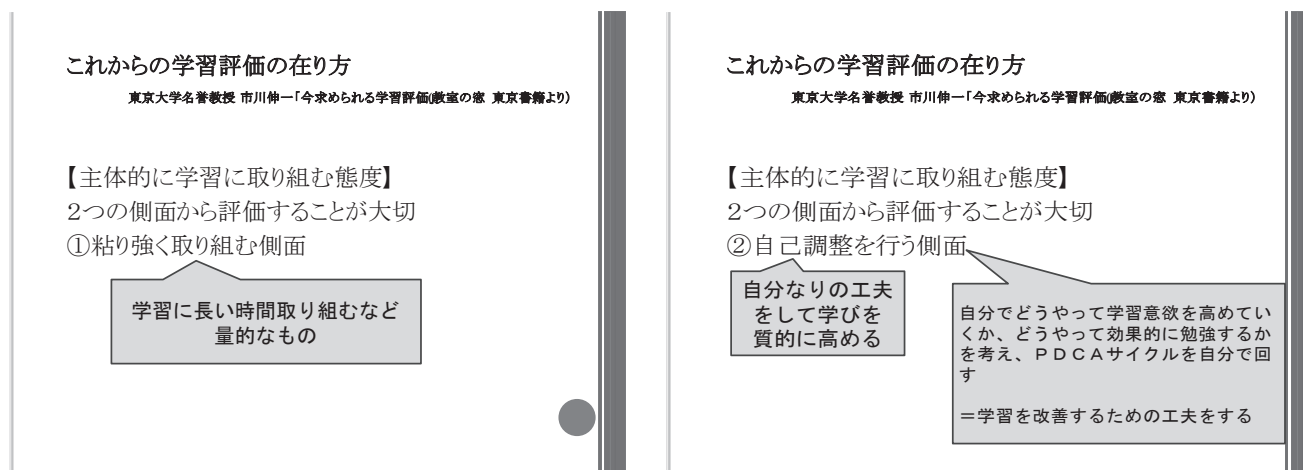 これからの学習評価の在り方
東京大学名誉教授 市川伸一「今求められる学習評価(教室の窓 東京書籍より)
【主体的に学習に取り組む態度】
2つの側面から評価することが大切
①粘り強く取り組む側面
学習に長い時間取り組むなど
量的なもの
これからの学習評価の在り方
東京大学名誉教授 市川伸一「今求められる学習評価(教室の窓 東京書籍より)
【主体的に学習に取り組む態度】
2つの側面から評価することが大切
②自己調整を行う側面
自分なりの工夫
をして学びを
質的に高める
自分でどうやって学習意欲を高めてい
くか、どうやって効果的に勉強するか
を考え、PDCAサイクルを自分で回
す
=学習を改善するための工夫をする